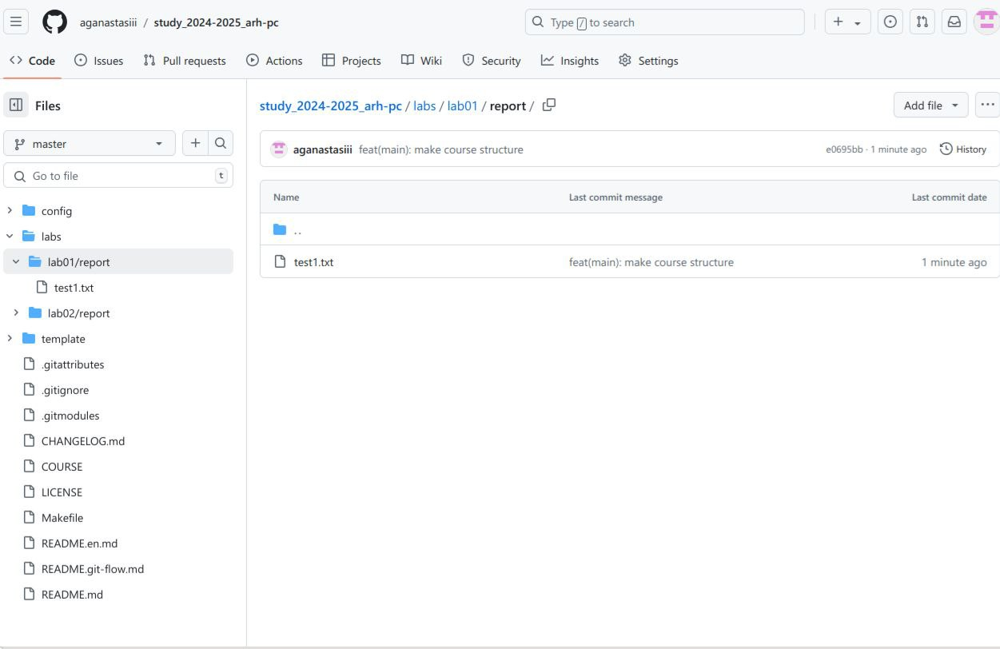 aganastasiii / study_2024-2025_arh-pc
Type / to search
Code Issues Pull requests Actions Projects Wiki Security Insights Settings
Files
master
Go to file t
config
labs
lab01/report
test1.txt
lab02/report
template
.gitattributes
.gitignore
.gitmodules
CHANGELOG.md
COURSE
LICENSE
Makefile
README.en.md
README.git-flow.md
README.md
study_2024-2025_arh-pc / labs / lab01 / report /
Add file
aganastasiii feat(main): make course structure e0695bb · 1 minute ago History
Name Last commit message Last commit date
..
test1.txt feat(main): make course structure 1 minute ago